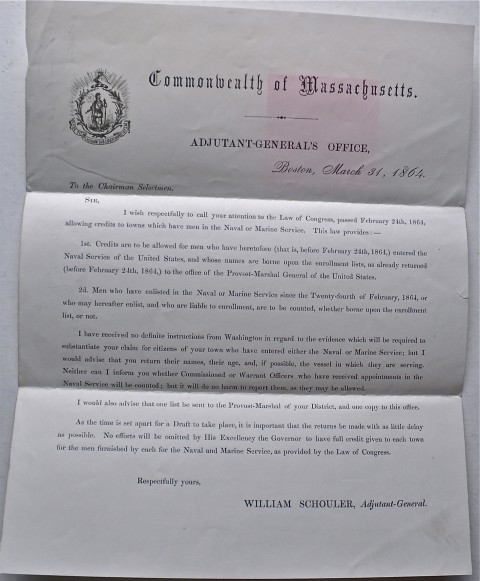 Commonwealth of Massachusetts.
ADJUTANT-GENERAL'S OFFICE,
Boston, March 31, 1864.
To the Chairman Selectmen.
SIR,
I wish respectfully to call your attention to the Law of Congress, passed February 24th, 1864,
allowing credits to towns which have men in the Naval or Marine Service. This law provides:—
1st. Credits are to be allowed for men who have heretofore (that is, before February 24th, 1864,) entered the
Naval Service of the United States, and whose names are borne upon the enrollment lists, as already returned
(before February 24th, 1864,) to the office of the Provost-Marshal General of the United States.
2d. Men who have enlisted in the Naval or Marine Service since the Twenty-fourth of February, 1864, or
who may hereafter enlist, and who are liable to enrollment, are to be counted, whether borne upon the enrollment
list, or not.
I have received no definite instructions from Washington in regard to the evidence which will be required to
substantiate your claim for citizens of your town who have entered either the Naval or Marine Service; but I
would advise that you return their names, their age, and, if possible, the vessel in which they are serving.
Neither can I inform you whether Commissioned or Warrant Officers who have received appointments in the
Naval Service will be counted; but it will do no harm to report them, as they may be allowed.
I would also advise that one list be sent to the Provost-Marshal of your District, and one copy to this office.
As the time is set apart for a Draft to take place, it is important that the returns be made with as little delay
as possible. No efforts will be omitted by His Excellency the Governor to have full credit given to each town
for the men furnished by each for the Naval and Marine Service, as provided by the Law of Congress.
Respectfully yours,
WILLIAM SCHOULER, Adjutant-General.